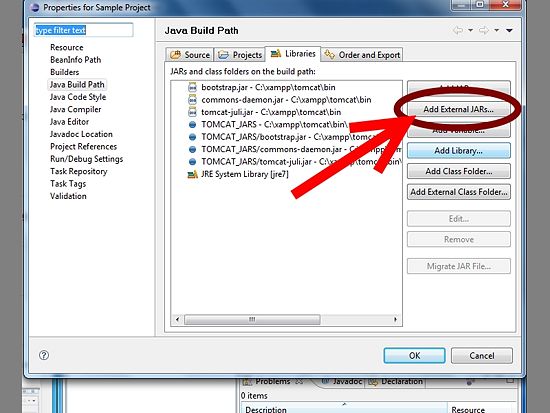 Properties for Sample Project
type filter text
Resource
BeanInfo Path
Builders
Java Build Path
Java Code Style
Java Compiler
Java Editor
Javadoc Location
Project References
Run/Debug Settings
Task Repository
Task Tags
Validation
Java Build Path
Source
Projects
Libraries
Order and Export
JARs and class folders on the build path:
bootstrap.jar - C:\xampp\tomcat\bin
commons-daemon.jar - C:\xampp\tomcat\bin
tomcat-juli.jar - C:\xampp\tomcat\bin
TOMCAT_JARS - C:\xampp\tomcat\bin\
TOMCAT_JARS/bootstrap.jar - C:\xampp\tomcat
TOMCAT_JARS/commons-daemon.jar - C:\xam
TOMCAT_JARS/tomcat-juli.jar - C:\xampp\tomc
JRE System Library [jre7]
Add External JARs...
Add Variable...
Add Library...
Add Class Folder...
Add External Class Folder...
Edit...
Remove
Migrate JAR File...
OK
Cancel
Problems
Javadoc
Declaration
0 items
Description